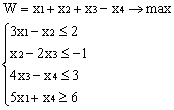 W = x1 + x2 + x3 − x4 → max
3x1 − x2 ≤ 2
x2 − 2x3 ≤ −1
4x3 − x4 ≤ 3
5x1 + x4 ≥ 6